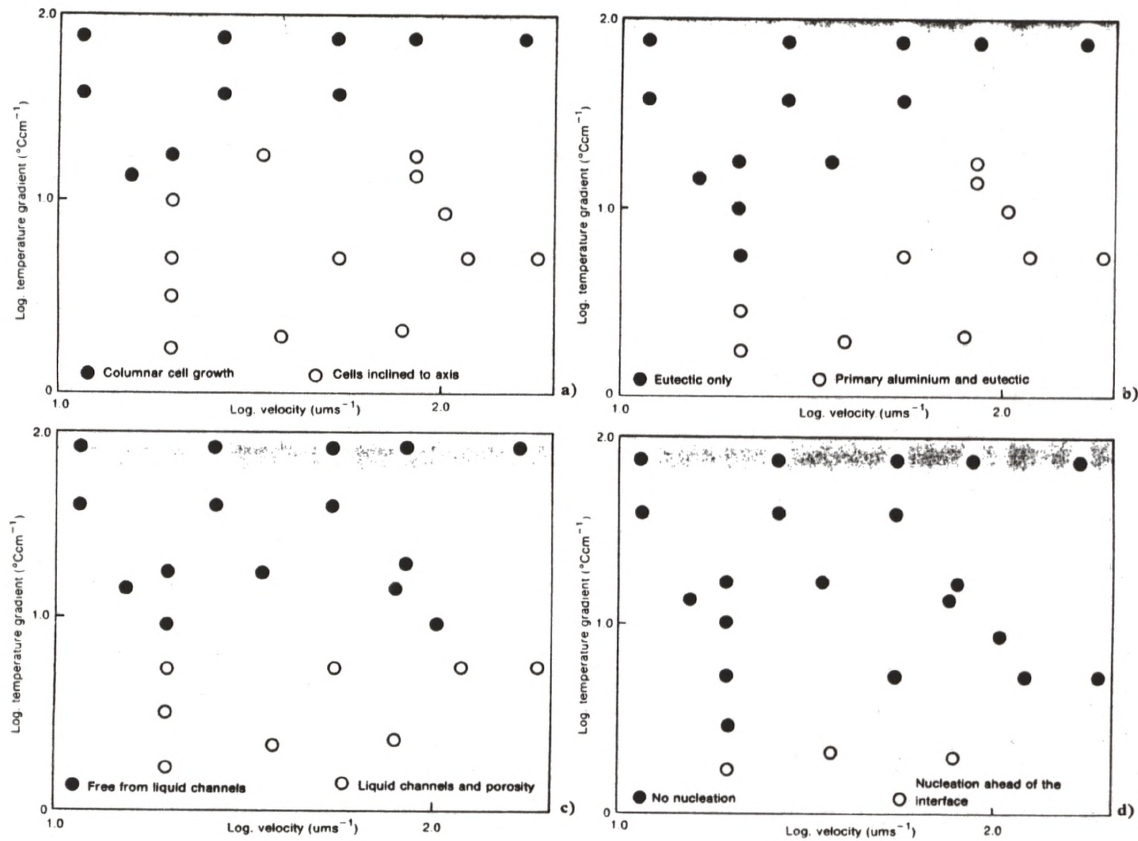 2.0
Log. temperature gradient (°Ccm⁻¹)
1.0
Columnar cell growth
Cells inclined to axis
0
a)
1.0
Log. velocity (ums⁻¹)
2.0
2.0
Log. temperature gradient (°Ccm⁻¹)
1.0
Eutectic only
Primary aluminium and eutectic
0
b)
1.0
Log. velocity (ums⁻¹)
2.0
2.0
Log. temperature gradient (°Ccm⁻¹)
1.0
Free from liquid channels
Liquid channels and porosity
c)
0
1.0
Log. velocity (ums⁻¹)
2.0
2.0
Log. temperature gradient (°Ccm⁻¹)
1.0
No nucleation
Nucleation ahead of the
interface
d)
0
1.0
Log. velocity (ums⁻¹)
2.0